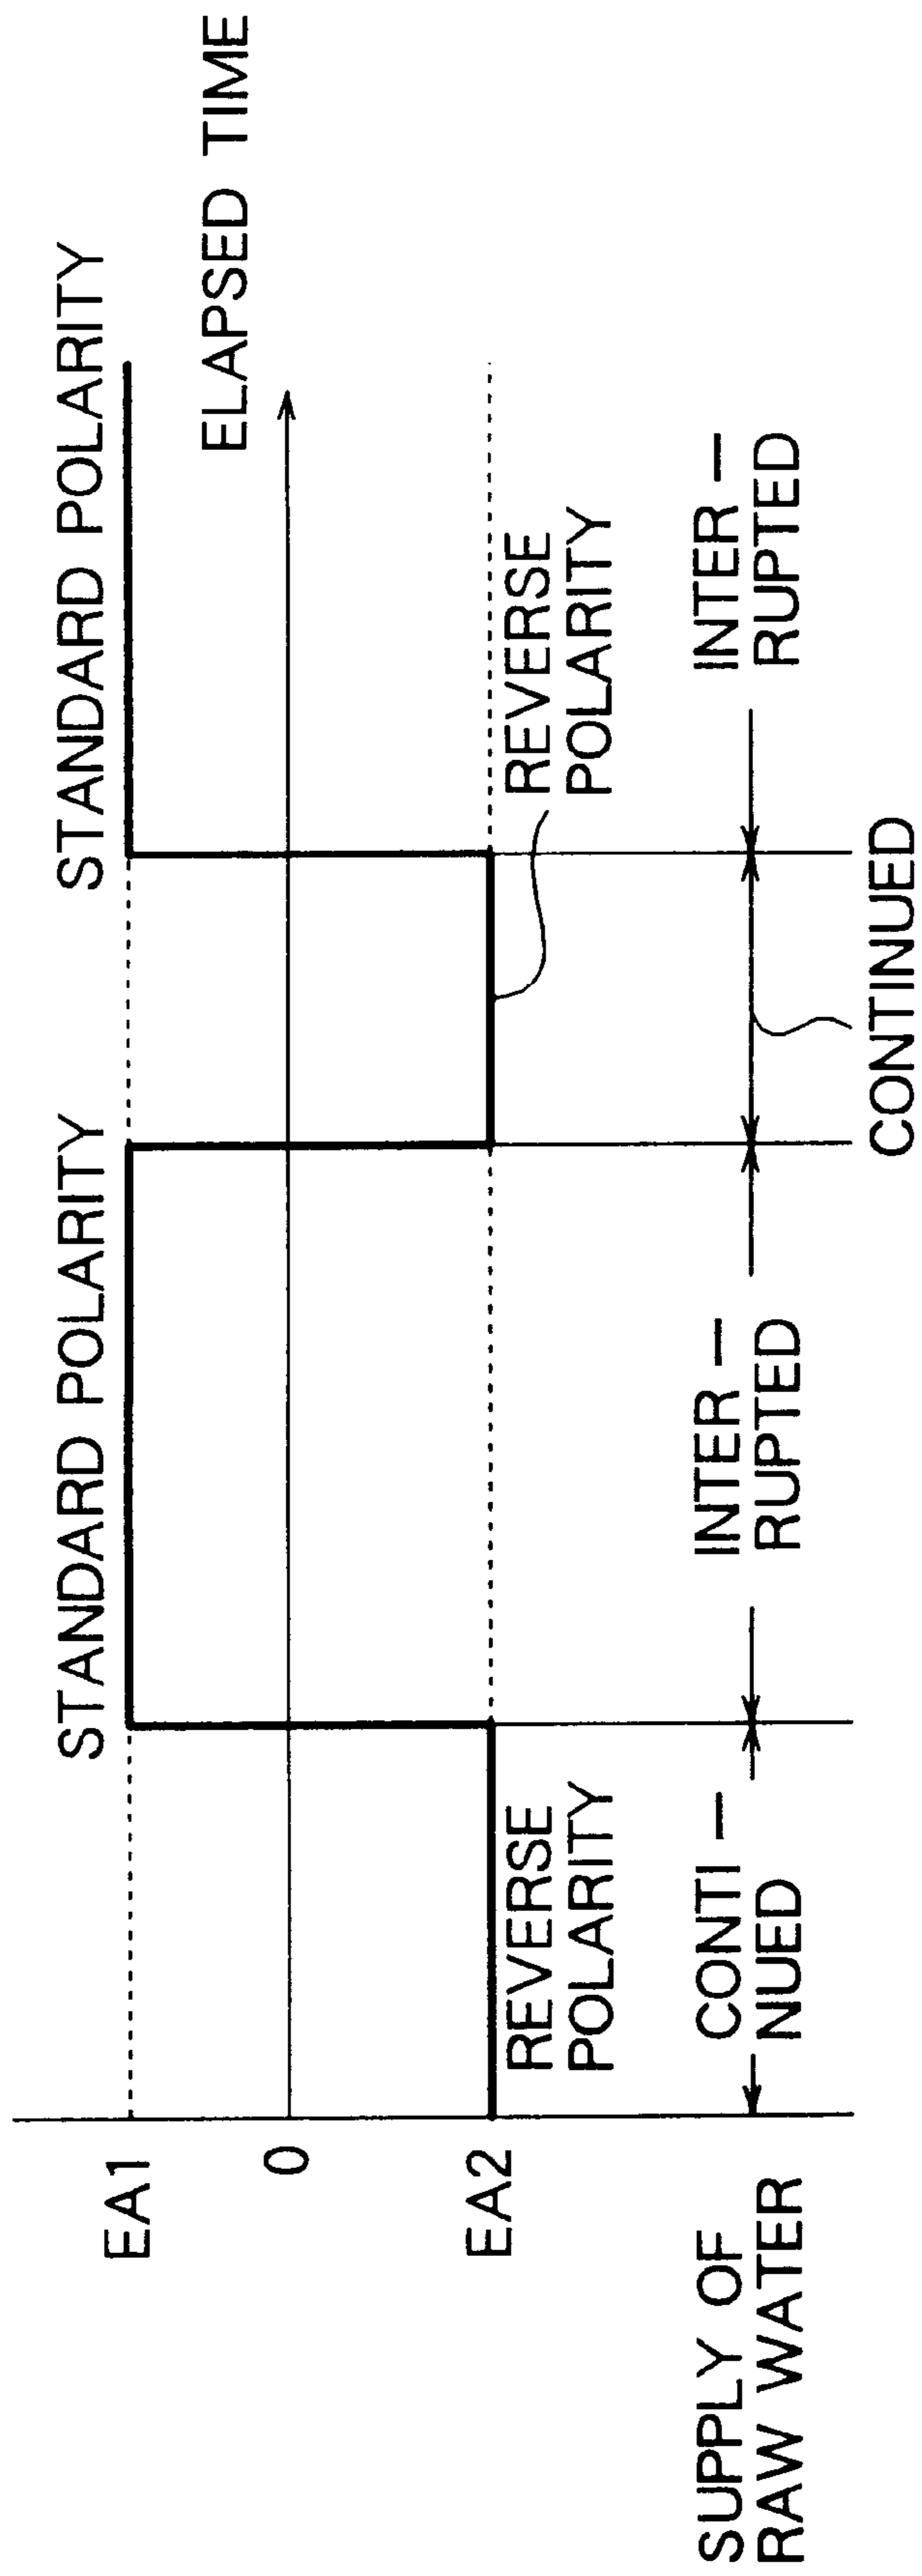 STANDARD POLARITY
STANDARD POLARITY
EA1
ELAPSED TIME
0
EA2
REVERSE
POLARITY
REVERSE
POLARITY
SUPPLY OF
RAW WATER
CONTI –
NUED
INTER –
RUPTED
INTER –
RUPTED
CONTINUED